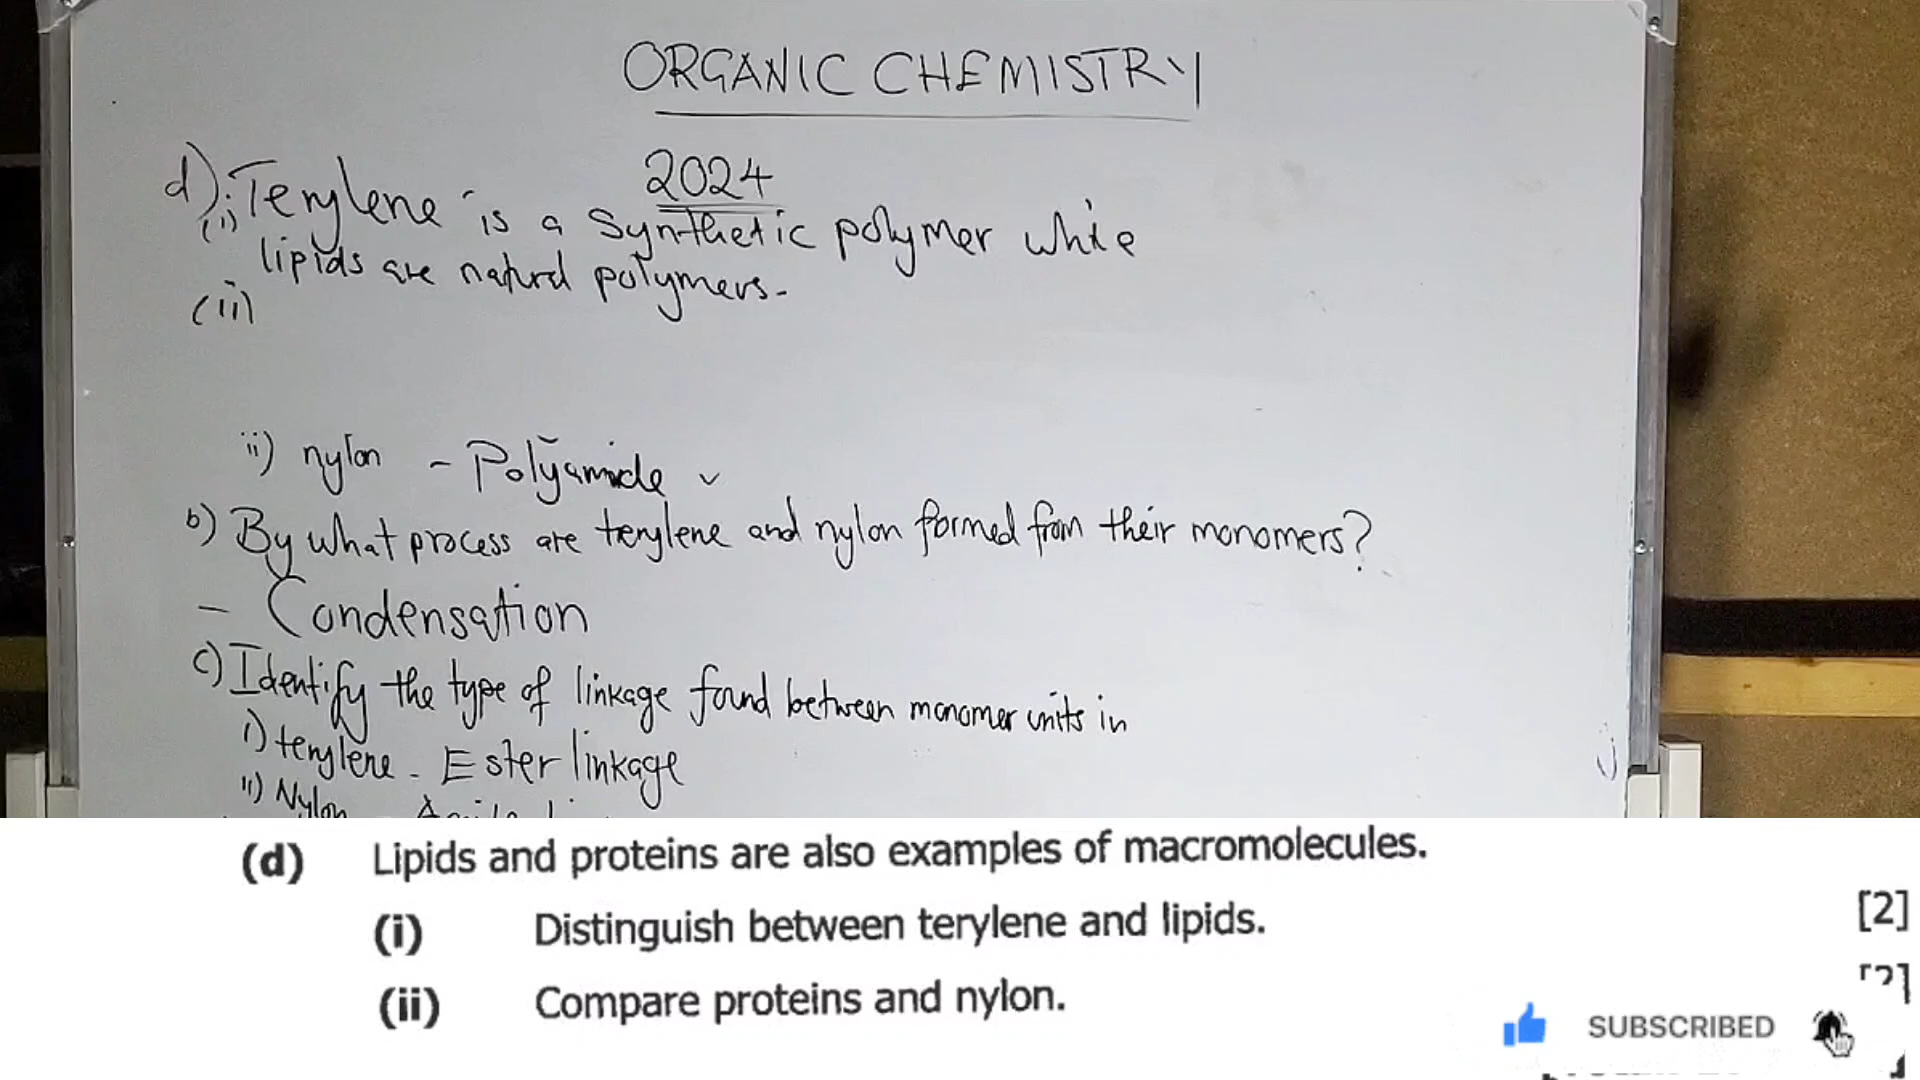 ORGANIC CHEMISTRY
2024
d) (i) Terylene is a synthetic polymer while
lipids are natural polymers.
(ii)
ii) nylon - Polyamide
b) By what process are terylene and nylon formed from their monomers?
- Condensation
c) Identify the type of linkage found between monomer units in
i) terylene - Ester linkage
ii) Nylon
(d) Lipids and proteins are also examples of macromolecules.
(i) Distinguish between terylene and lipids. [2]
(ii) Compare proteins and nylon.
SUBSCRIBED